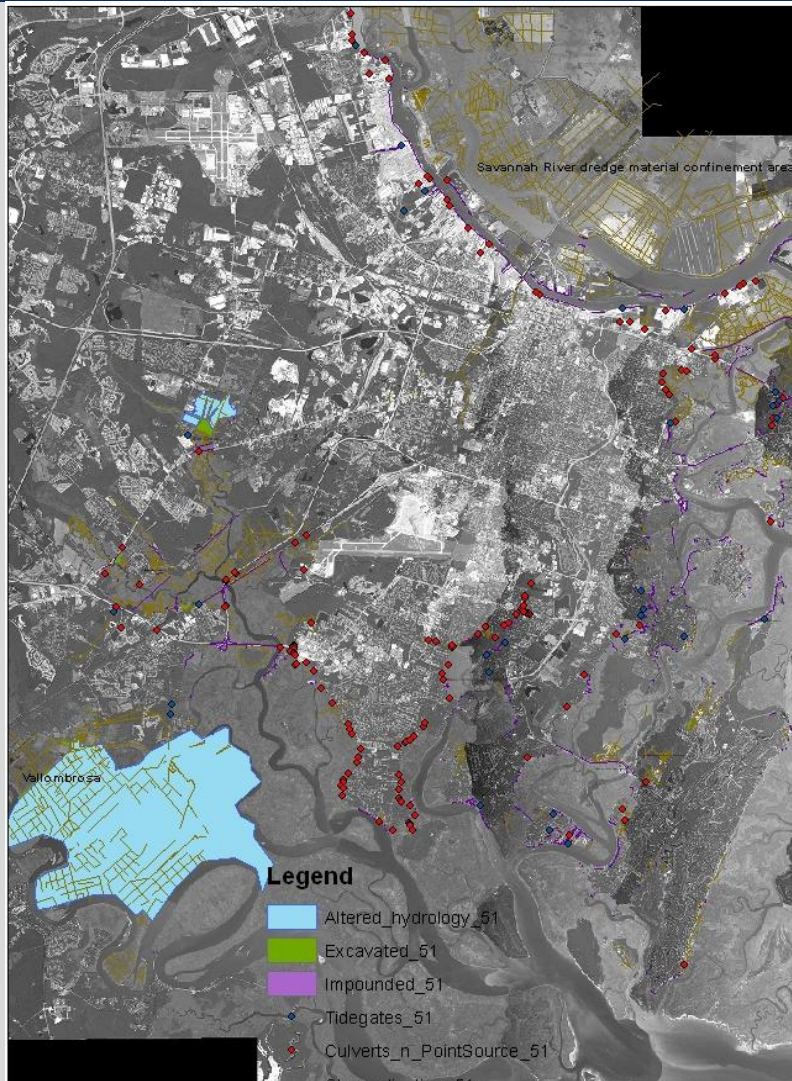 Savannah River dredge material confinement area
Vallombrosa
Legend
Altered_hydrology_51
Excavated_51
Impounded_51
Tidegates_51
Culverts_n_PointSource_51